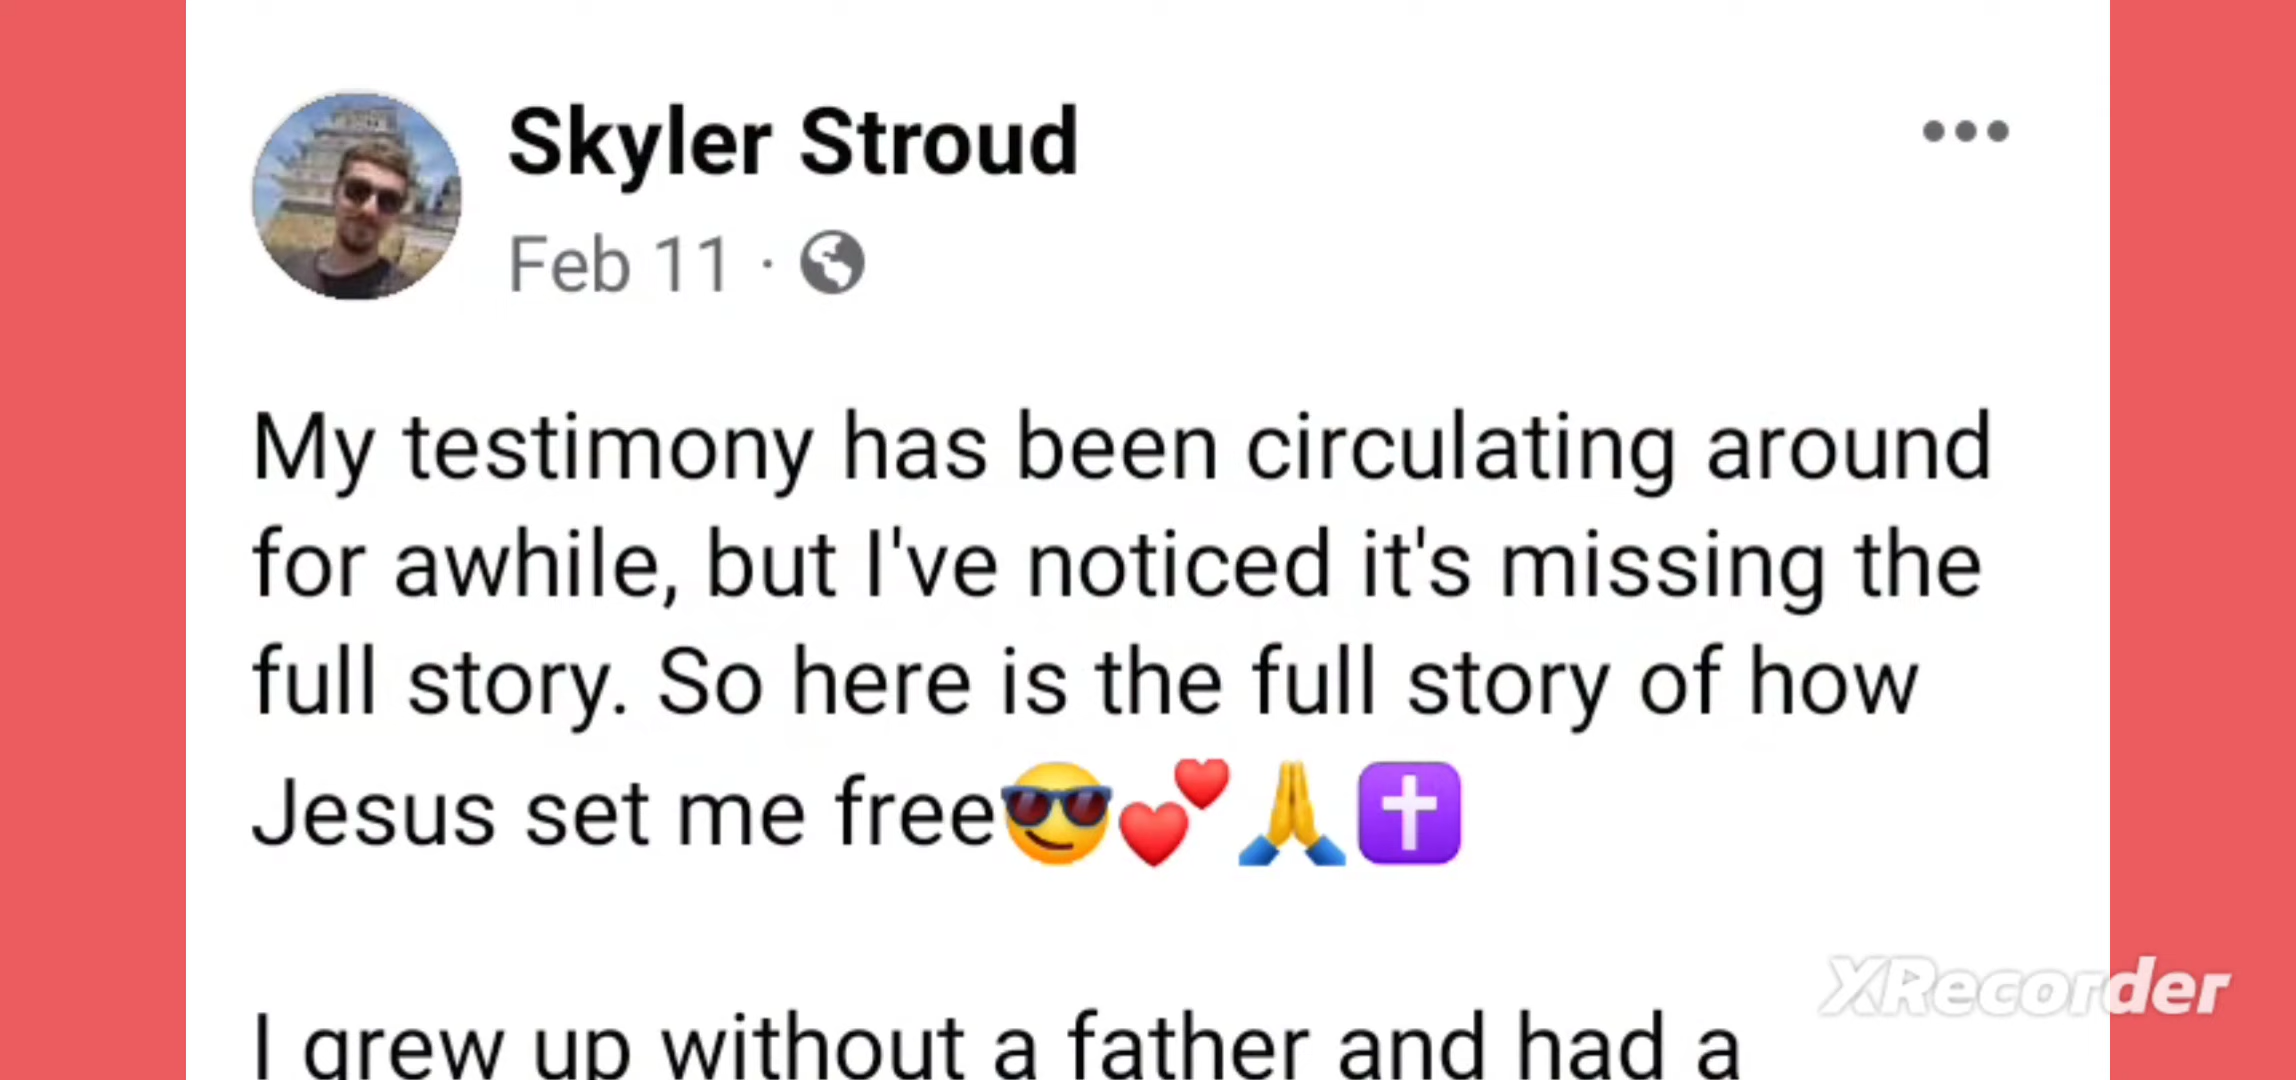 Skyler Stroud
Feb 11 ·
My testimony has been circulating around
for awhile, but I've noticed it's missing the
full story. So here is the full story of how
Jesus set me free😎💕🙏✝️
I grew up without a father and had a
XRecorder